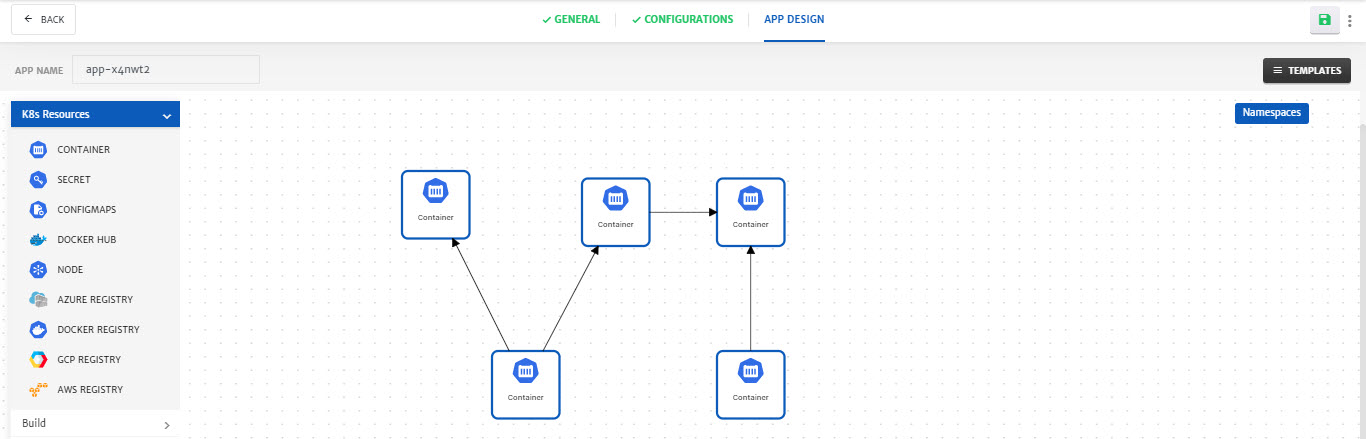 BACK
GENERAL
CONFIGURATIONS
APP DESIGN
APP NAME
app-x4nwt2
TEMPLATES
K8s Resources
Namespaces
CONTAINER
SECRET
CONFIGMAPS
DOCKER HUB
NODE
AZURE REGISTRY
DOCKER REGISTRY
GCP REGISTRY
AWS REGISTRY
Build
Container
Container
Container
Container
Container